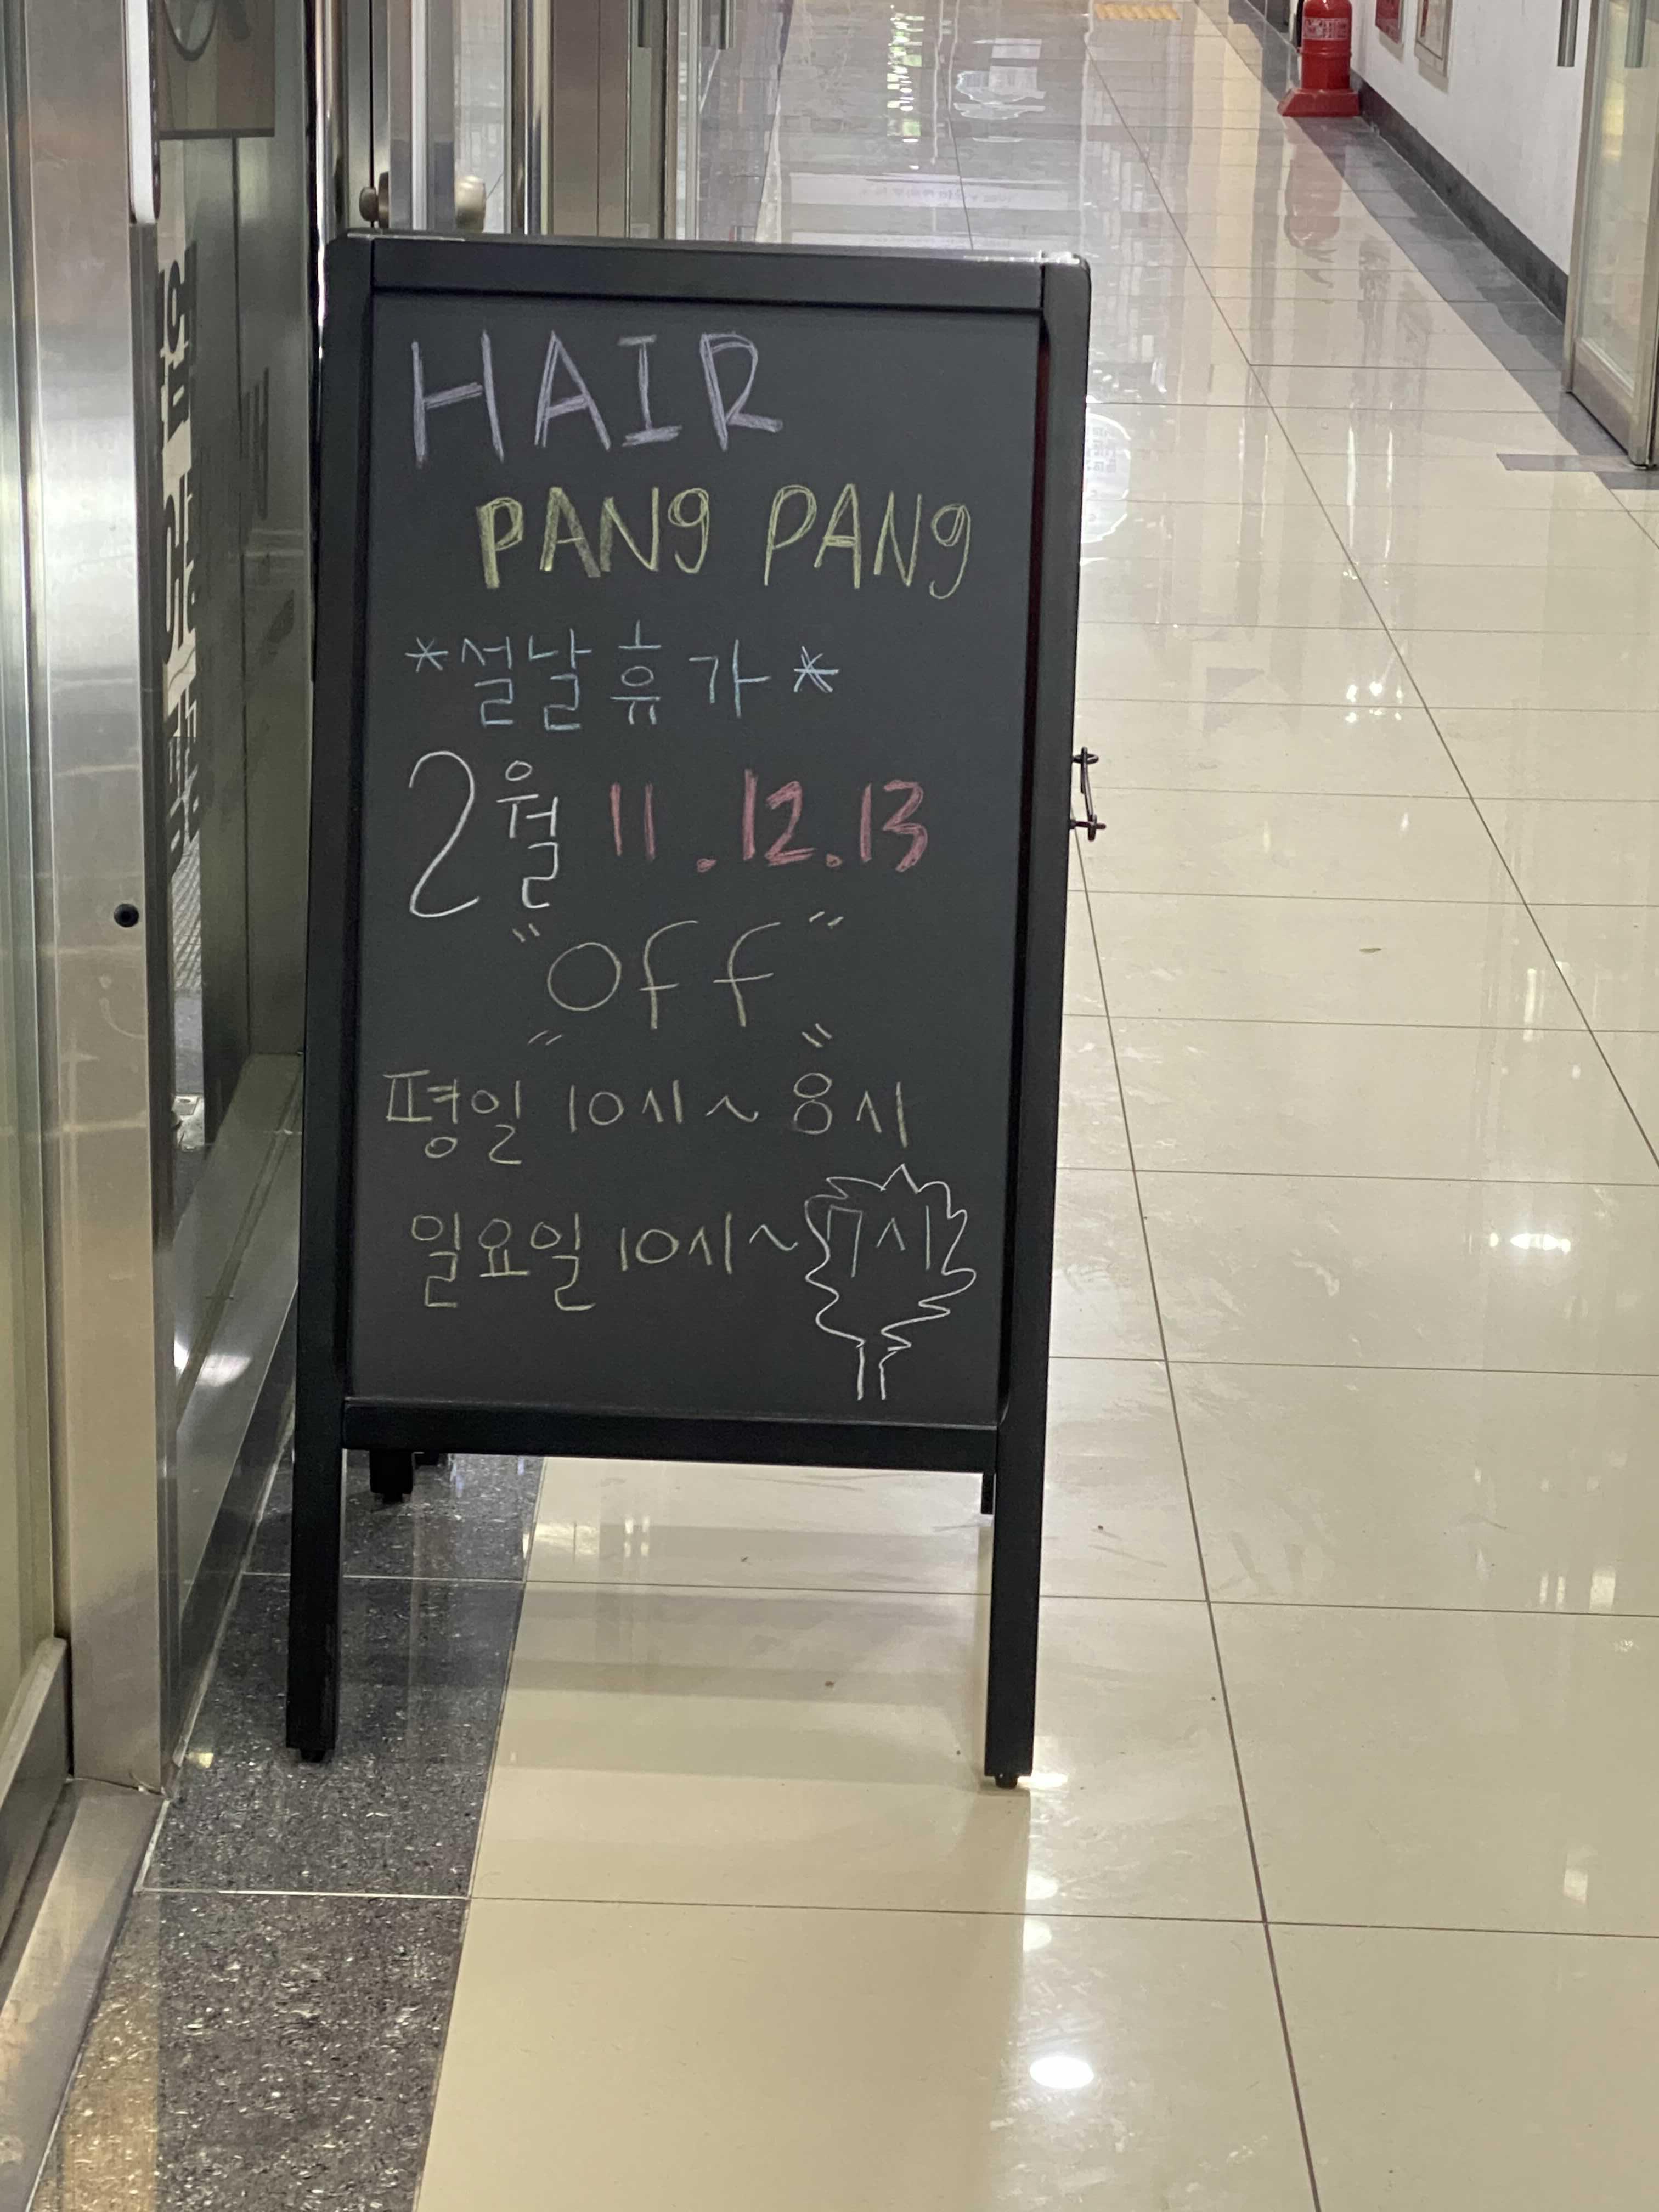 HAIR
PANG PANG
*설날 휴가*
2월 11.12.13
"Off"
평일 10시~8시
일요일 10시~7시